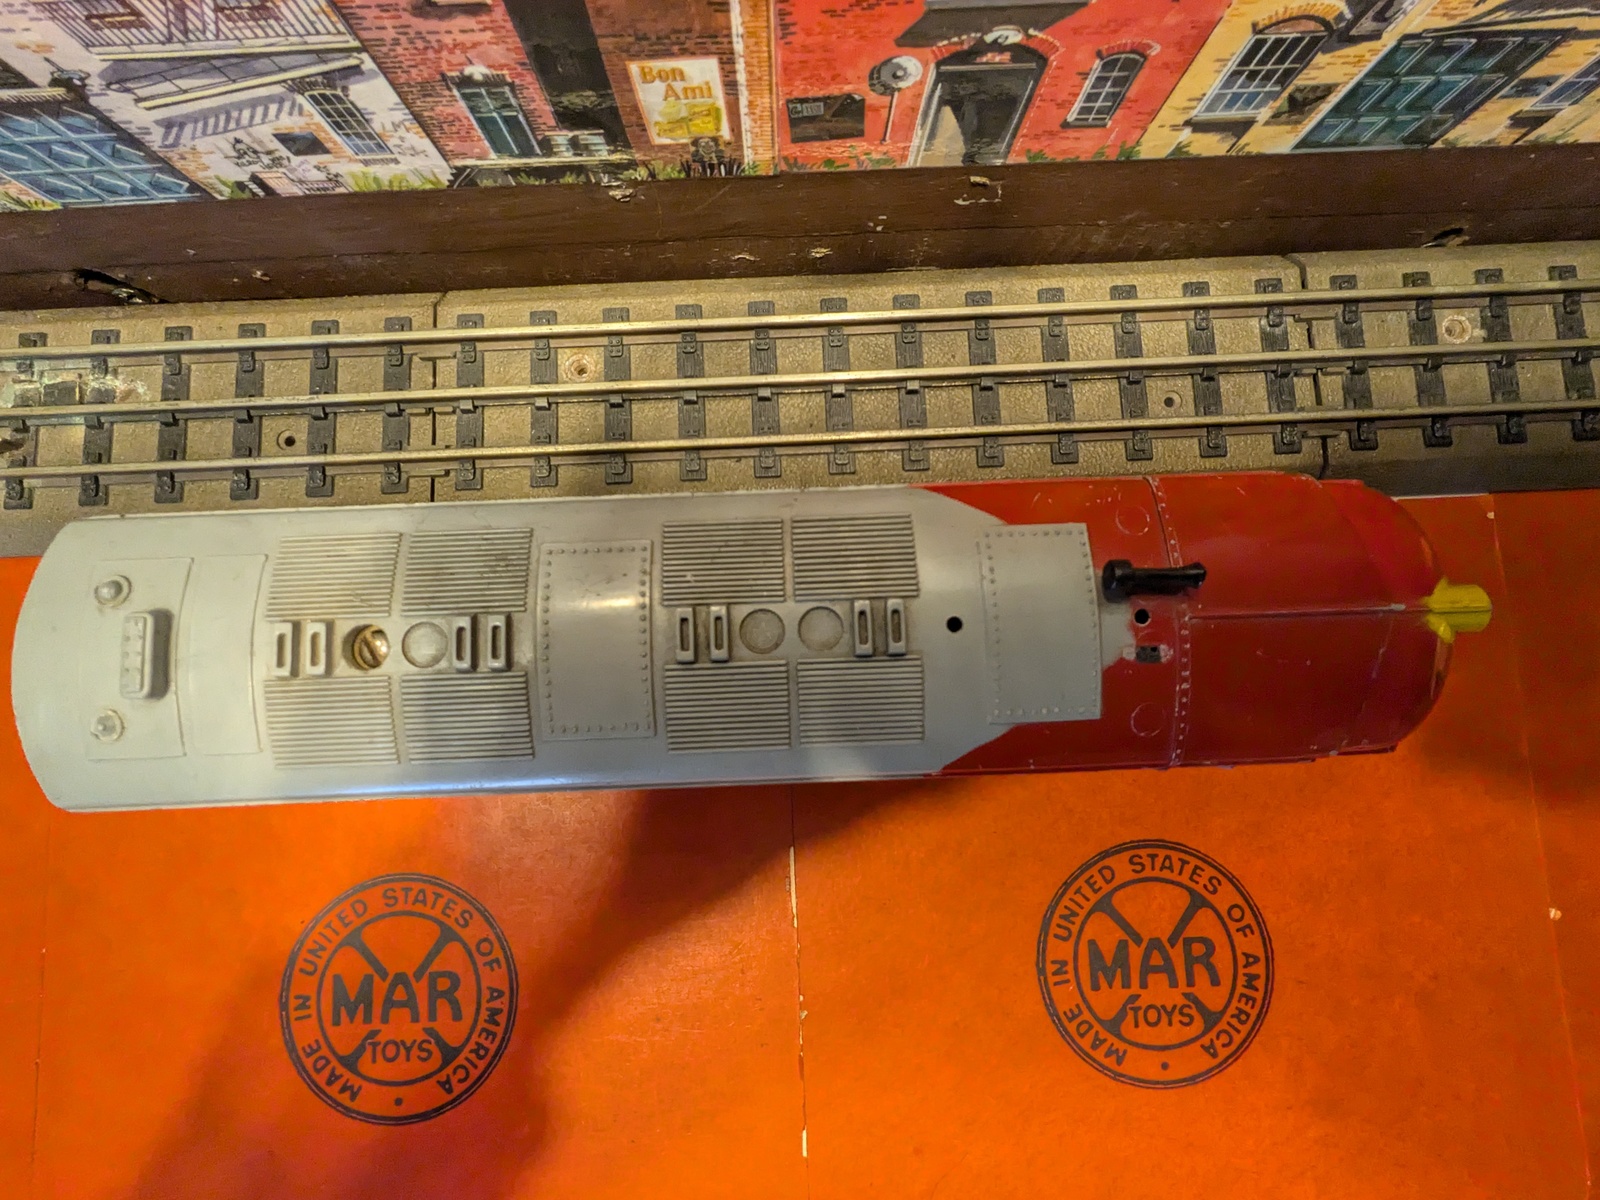 Bon
Ami
MADE IN UNITED STATES OF AMERICA
MAR
TOYS
MADE IN UNITED STATES OF AMERICA
MAR
TOYS